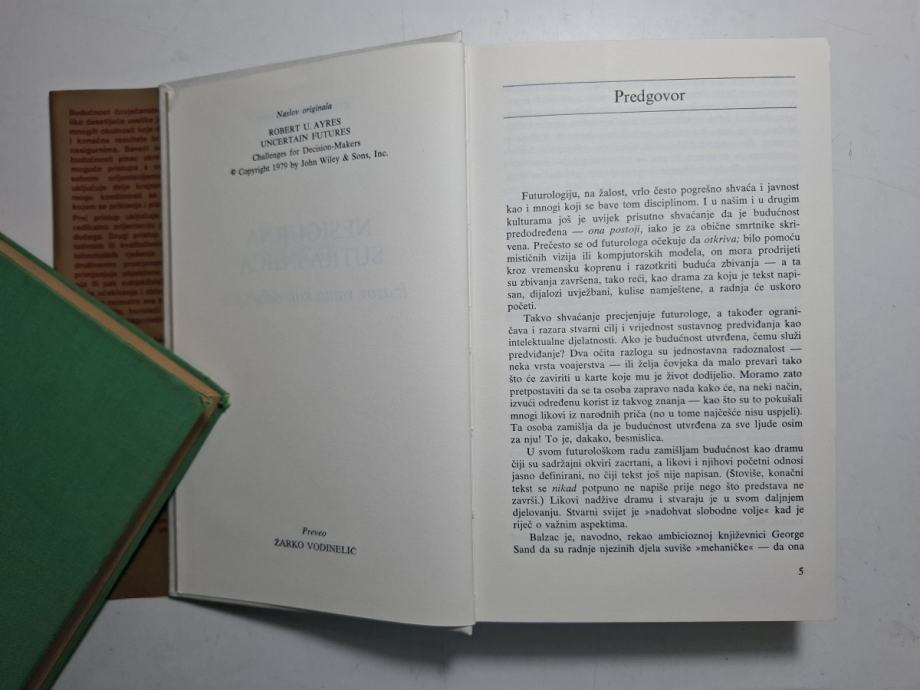 Naslov originala
ROBERT U. AYRES
UNCERTAIN FUTURES
Challenges for Decision-Makers
© Copyright 1979 by John Wiley & Sons, Inc.
Preveo
ŽARKO VODINELIĆ
Predgovor
Futurologiju, na žalost, vrlo često pogrešno shvaća i javnost
kao i mnogi koji se bave tom disciplinom. I u našim i u drugim
kulturama još je uvijek prisutno shvaćanje da je budućnost
predodređena — ona postoji, iako je za obične smrtnike skri-
vena. Prečesto se od futurologa očekuje da otkriva; bilo pomoću
mističnih vizija ili kompjutorskih modela, on mora prodrijeti
kroz vremensku koprenu i razotkriti buduća zbivanja — a ta
su zbivanja završena, tako reći, kao drama za koju je tekst napi-
san, dijalozi uvježbani, kulise namještene, a radnja će uskoro
početi.
Takvo shvaćanje precjenjuje futurologe, a također ograni-
čava i razara stvarni cilj i vrijednost sustavnog predviđanja kao
intelektualne djelatnosti. Ako je budućnost utvrđena, čemu služi
predviđanje? Dva očita razloga su jednostavna radoznalost —
neka vrsta voajerstva — ili želja čovjeka da malo prevari tako
što će zaviriti u karte koje mu je život dodijelio. Moramo zato
pretpostaviti da se ta osoba zapravo nada kako će, na neki način,
izvući određenu korist iz takvog znanja — kao što su to pokušali
mnogi likovi iz narodnih priča (no u tome najčešće nisu uspjeli).
Ta osoba zamišlja da je budućnost utvrđena za sve ljude osim
za nju! To je, dakako, besmislica.
U svom futurološkom radu zamišljam budućnost kao dramu
čiji su sadržajni okviri zacrtani, a likovi i njihovi početni odnosi
jasno definirani, no čiji tekst još nije napisan. (Štoviše, konačni
tekst se nikad potpuno ne napiše prije nego što predstava ne
završi.) Likovi nadžive dramu i stvaraju je u svom daljnjem
djelovanju. Stvarni svijet je »nadohvat slobodne volje« kad je
riječ o važnim aspektima.
Balzac je, navodno, rekao ambicioznoj književnici George
Sand da su radnje njezinih djela suviše »mehaničke« — da ona
5